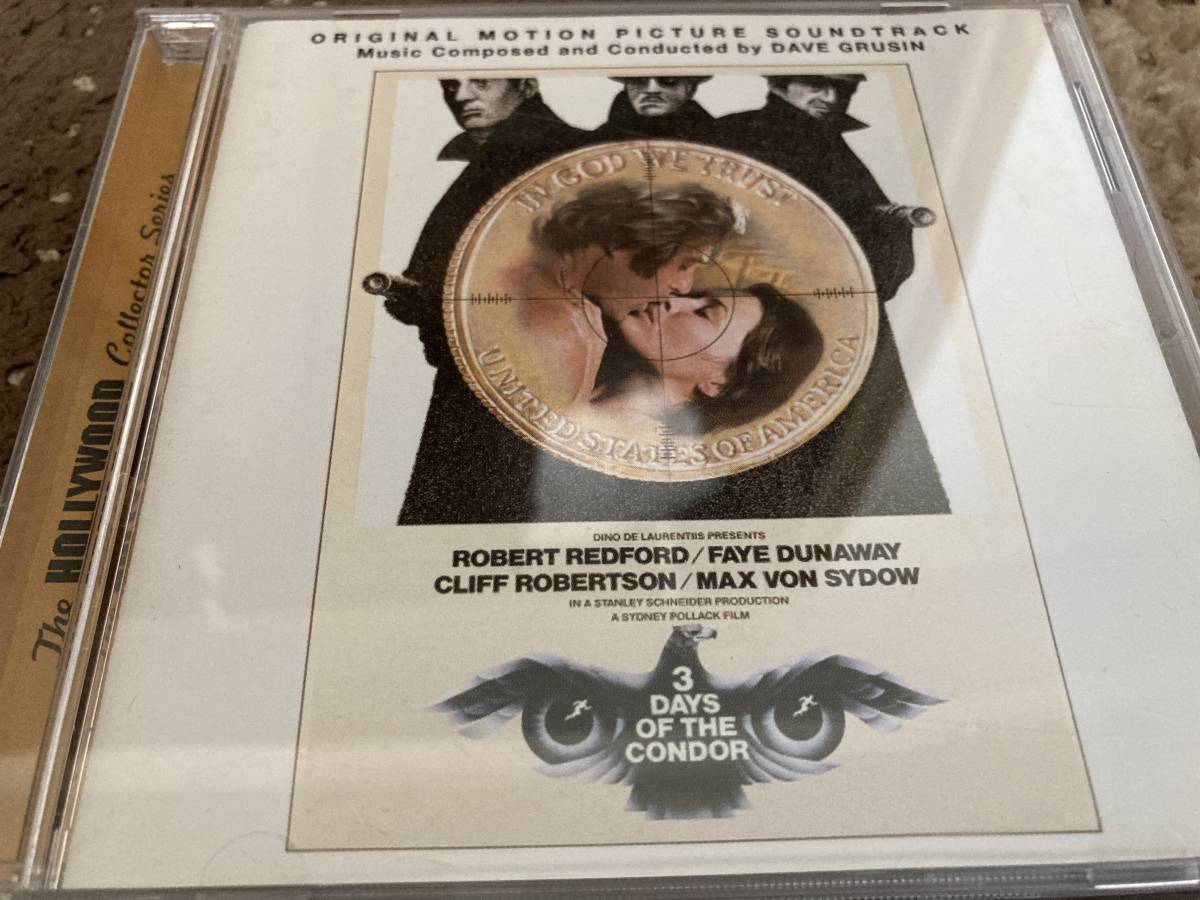 ORIGINAL MOTION PICTURE SOUNDTRACK
Music Composed and Conducted by DAVE GRUSIN
IN GOD WE TRUST
UNITED STATES OF AMERICA
DINO DE LAURENTIIS PRESENTS
ROBERT REDFORD/FAYE DUNAWAY
CLIFF ROBERTSON/MAX VON SYDOW
IN A STANLEY SCHNEIDER PRODUCTION
A SYDNEY POLLACK FILM
3
DAYS
OF THE
CONDOR
The HOLLYWOOD Collector Series